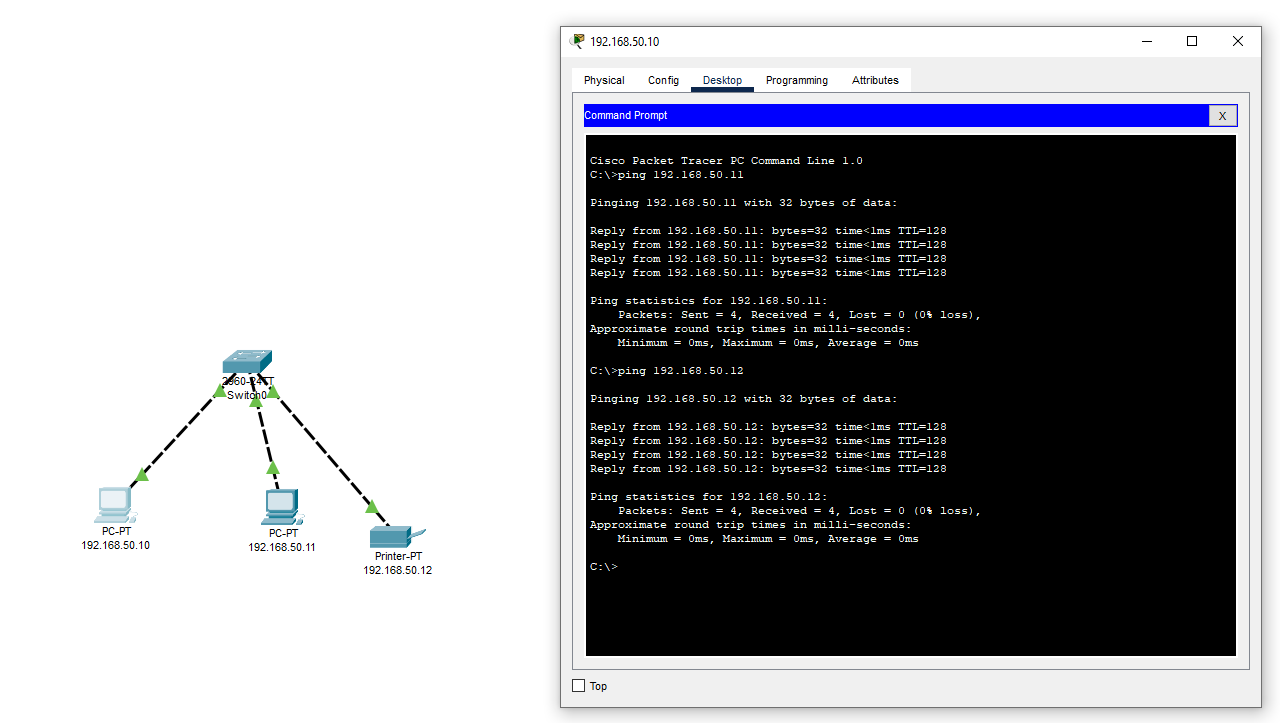 192.168.50.10
Physical Config Desktop Programming Attributes
Command Prompt
X
Cisco Packet Tracer PC Command Line 1.0
C:\>ping 192.168.50.11
Pinging 192.168.50.11 with 32 bytes of data:
Reply from 192.168.50.11: bytes=32 time<1ms TTL=128
Reply from 192.168.50.11: bytes=32 time<1ms TTL=128
Reply from 192.168.50.11: bytes=32 time<1ms TTL=128
Reply from 192.168.50.11: bytes=32 time<1ms TTL=128
Ping statistics for 192.168.50.11:
Packets: Sent = 4, Received = 4, Lost = 0 (0% loss),
Approximate round trip times in milli-seconds:
Minimum = 0ms, Maximum = 0ms, Average = 0ms
C:\>ping 192.168.50.12
Pinging 192.168.50.12 with 32 bytes of data:
Reply from 192.168.50.12: bytes=32 time<1ms TTL=128
Reply from 192.168.50.12: bytes=32 time<1ms TTL=128
Reply from 192.168.50.12: bytes=32 time<1ms TTL=128
Reply from 192.168.50.12: bytes=32 time<1ms TTL=128
Ping statistics for 192.168.50.12:
Packets: Sent = 4, Received = 4, Lost = 0 (0% loss),
Approximate round trip times in milli-seconds:
Minimum = 0ms, Maximum = 0ms, Average = 0ms
C:\>
Top
2960-24TT
Switch0
PC-PT
192.168.50.10
PC-PT
192.168.50.11
Printer-PT
192.168.50.12